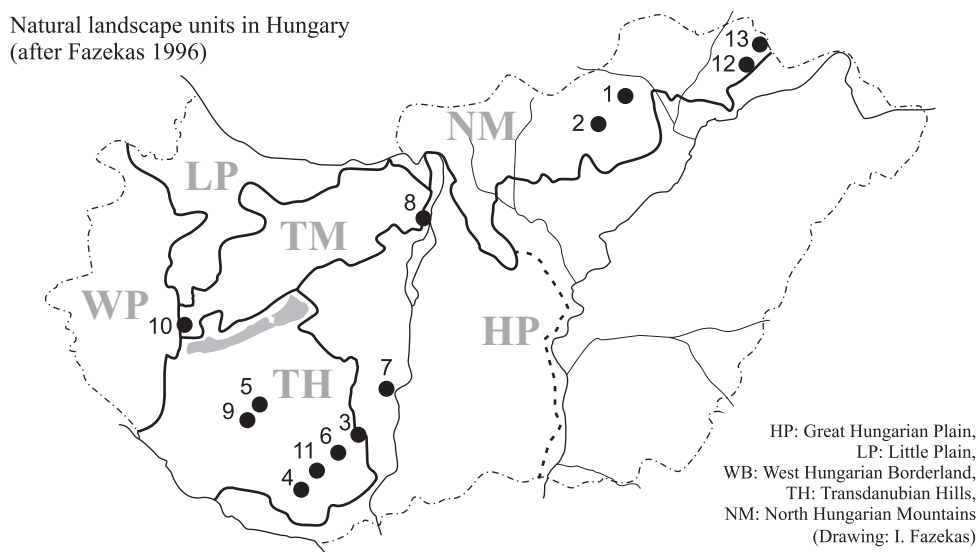 Natural landscape units in Hungary
(after Fazekas 1996)
13
12
1
2
NM
LP
8
TM
WP
10
HP
TH
7
5
9
3
6
11
4
HP: Great Hungarian Plain,
LP: Little Plain,
WB: West Hungarian Borderland,
TH: Transdanubian Hills,
NM: North Hungarian Mountains
(Drawing: I. Fazekas)